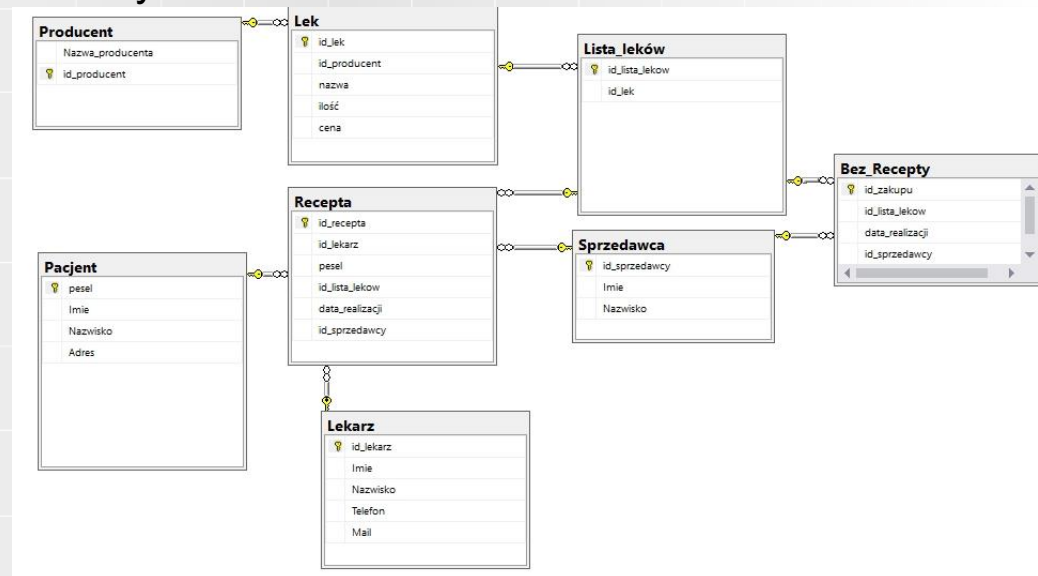 Producent
Nazwa_producenta
id_producent
Lek
id_lek
id_producent
nazwa
ilość
cena
Lista_leków
id_lista_lekow
id_lek
Bez_Recepty
id_zakupu
id_lista_lekow
data_realizacji
id_sprzedawcy
Recepta
id_recepta
id_lekarz
pesel
id_lista_lekow
data_realizacji
id_sprzedawcy
Sprzedawca
id_sprzedawcy
Imie
Nazwisko
Pacjent
pesel
Imie
Nazwisko
Adres
Lekarz
id_lekarz
Imie
Nazwisko
Telefon
Mail